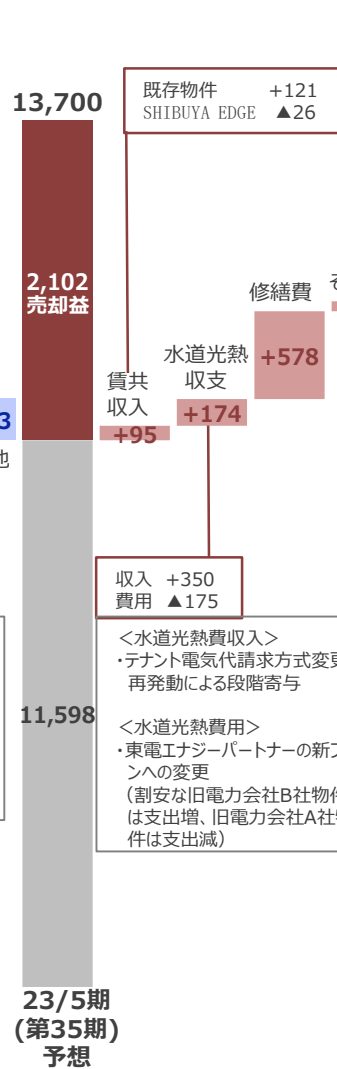 13,700
既存物件 +121
SHIBUYA EDGE ▲26
2,102
売却益
修繕費
+578
水道光熱
収支
+174
賃共
収入
+95
3
他
収入 +350
費用 ▲175
<水道光熱費収入>
・テナント電気代請求方式変更
再発動による段階寄与
11,598
<水道光熱費用>
・東電エナジーパートナーの新プ
ンへの変更
（割安な旧電力会社B社物件
は支出増、旧電力会社A社物
件は支出減）
23/5期
(第35期)
予想